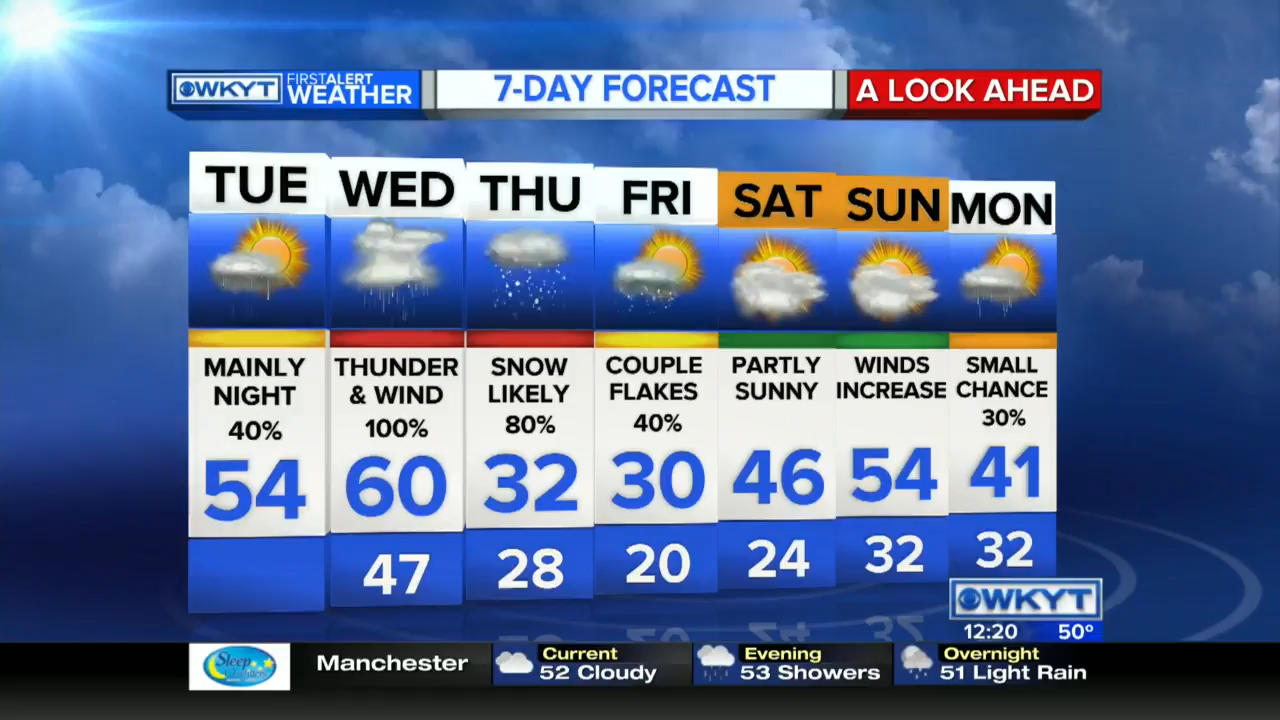 WKYT FIRST ALERT WEATHER 7-DAY FORECAST A LOOK AHEAD
TUE WED THU FRI SAT SUN MON
MAINLY NIGHT 40% 54
THUNDER & WIND 100% 60 47
SNOW LIKELY 80% 32 28
COUPLE FLAKES 40% 30 20
PARTLY SUNNY 46 24
WINDS INCREASE 54 32
SMALL CHANCE 30% 41 32
WKYT
12:20 50°
Sleep
Manchester
Current
52 Cloudy
Evening
53 Showers
Overnight
51 Light Rain